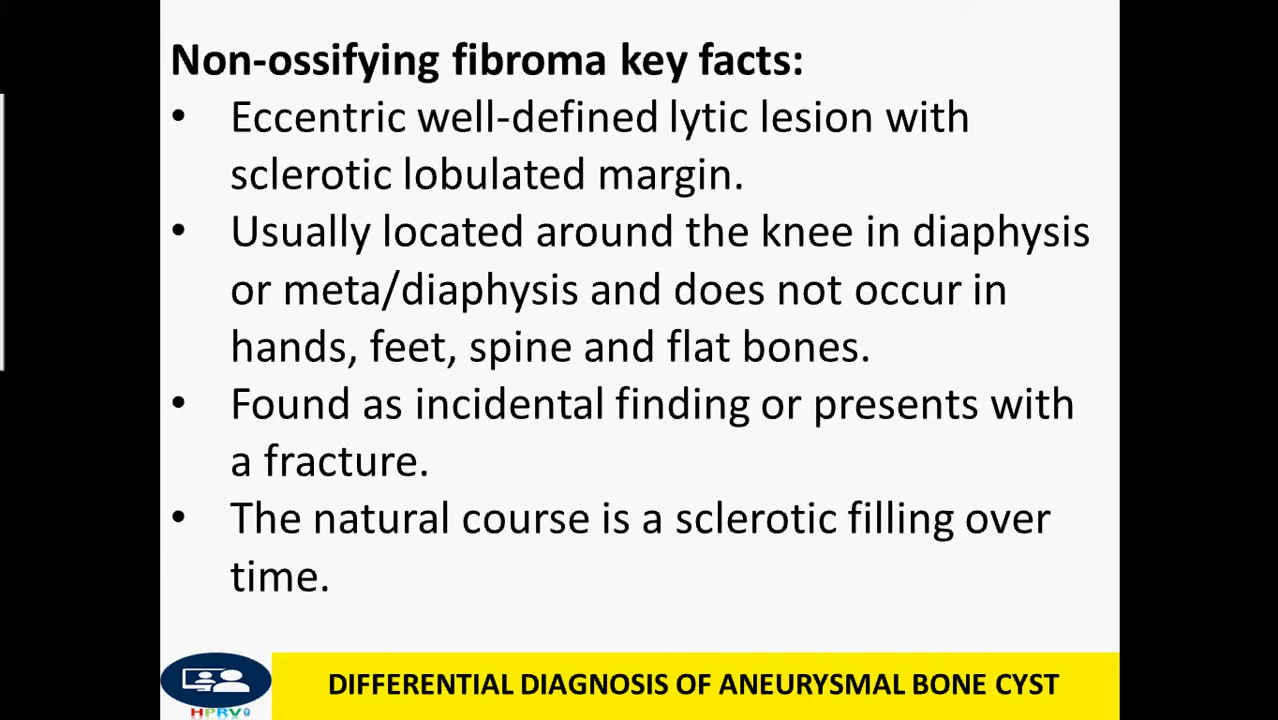 Non-ossifying fibroma key facts:
• Eccentric well-defined lytic lesion with
sclerotic lobulated margin.
• Usually located around the knee in diaphysis
or meta/diaphysis and does not occur in
hands, feet, spine and flat bones.
• Found as incidental finding or presents with
a fracture.
• The natural course is a sclerotic filling over
time.
DIFFERENTIAL DIAGNOSIS OF ANEURYSMAL BONE CYST